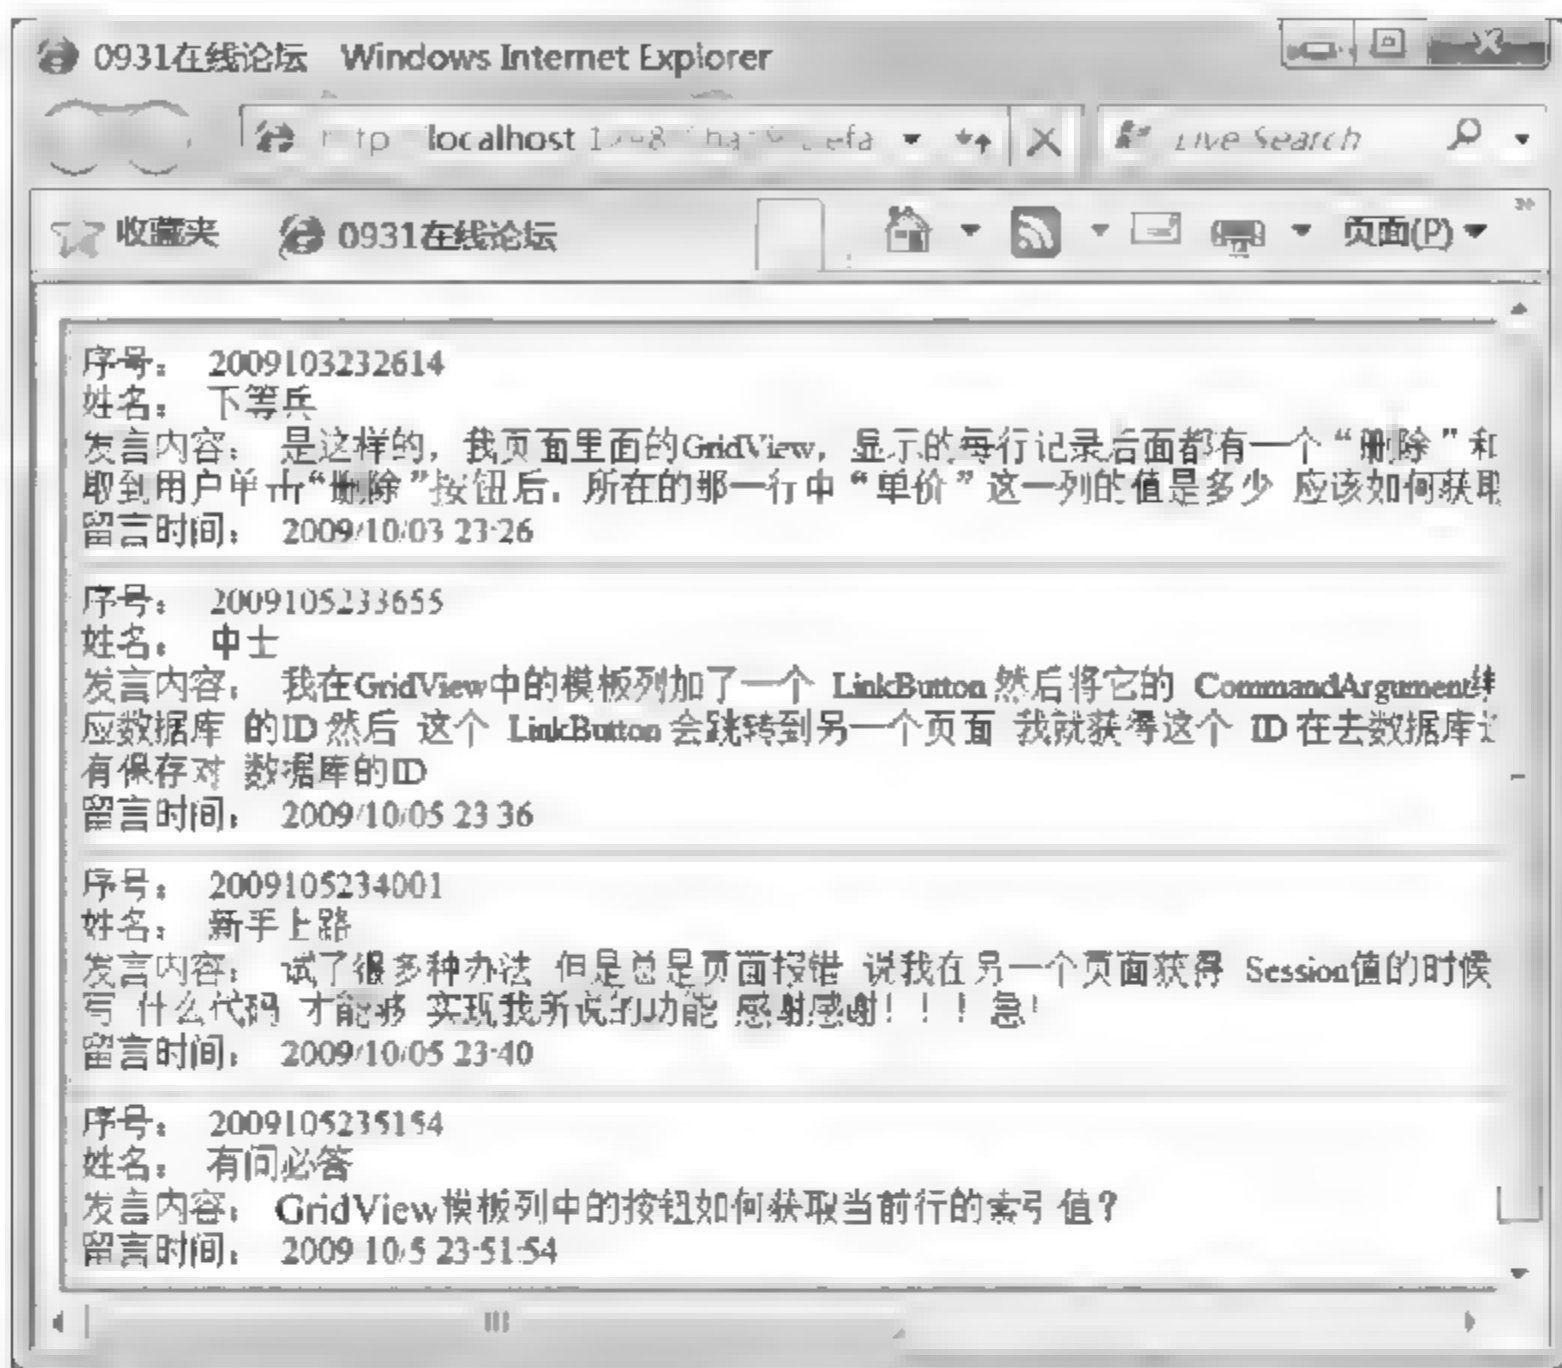 0931在线论坛 Windows Internet Explorer
localhost
Live Search
收藏夹 0931在线论坛 页面(P)
序号： 2009103232614
姓名： 下等兵
发言内容： 是这样的，我页面里面的GridView，显示的每行记录后面都有一个“删除”和
取到用户单击“删除”按钮后，所在的那一行中“单价”这一列的值是多少 应该如何获取
留言时间： 2009/10/03 23:26
序号： 2009105233655
姓名： 中士
发言内容： 我在GridView中的模板列加了一个 LinkButton 然后将它的 CommandArgument
应数据库 的ID 然后 这个 LinkButton 会跳转到另一个页面 我就获得这个 ID 在去数据库
有保存对 数据库的ID
留言时间： 2009/10/05 23:36
序号： 2009105234001
姓名： 新手上路
发言内容： 试了很多种办法 但是总是页面报错 说我在另一个页面获得 Session值的时候
写 什么代码 才能够 实现我所说的功能 感谢感谢！！！急！
留言时间： 2009/10/05 23:40
序号： 2009105235154
姓名： 有问必答
发言内容： GridView模板列中的按钮如何获取当前行的索引值？
留言时间： 2009/10/5 23:51:54